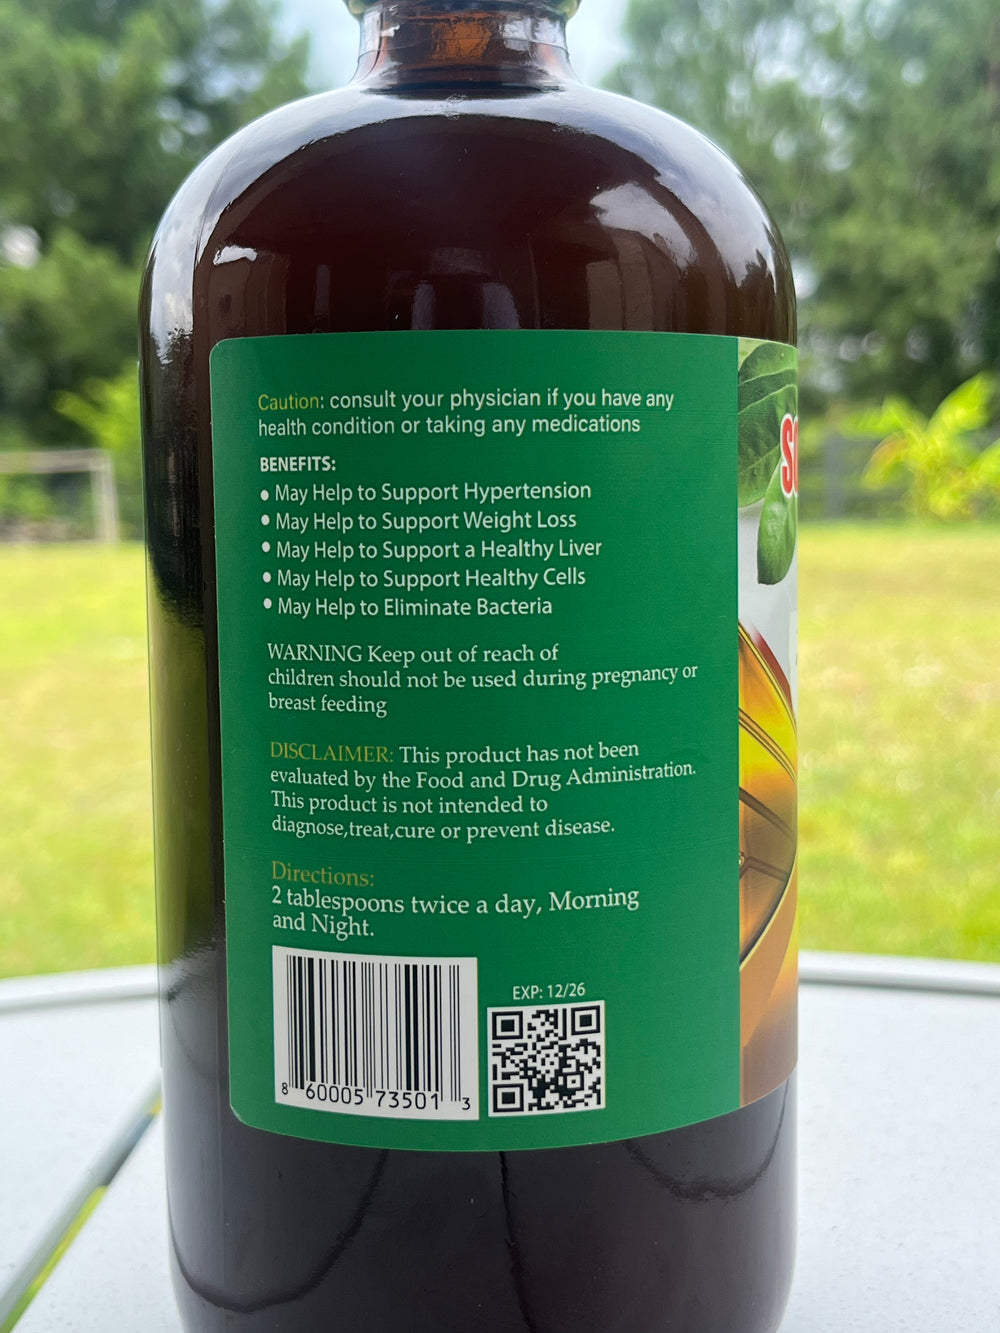 Caution: consult your physician if you have any
health condition or taking any medications
BENEFITS:
• May Help to Support Hypertension
• May Help to Support Weight Loss
• May Help to Support a Healthy Liver
• May Help to Support Healthy Cells
• May Help to Eliminate Bacteria
WARNING Keep out of reach of
children should not be used during pregnancy or
breast feeding
DISCLAIMER: This product has not been
evaluated by the Food and Drug Administration.
This product is not intended to
diagnose,treat,cure or prevent disease.
Directions:
2 tablespoons twice a day, Morning
and Night.
EXP: 12/26
8 60005 73501 3